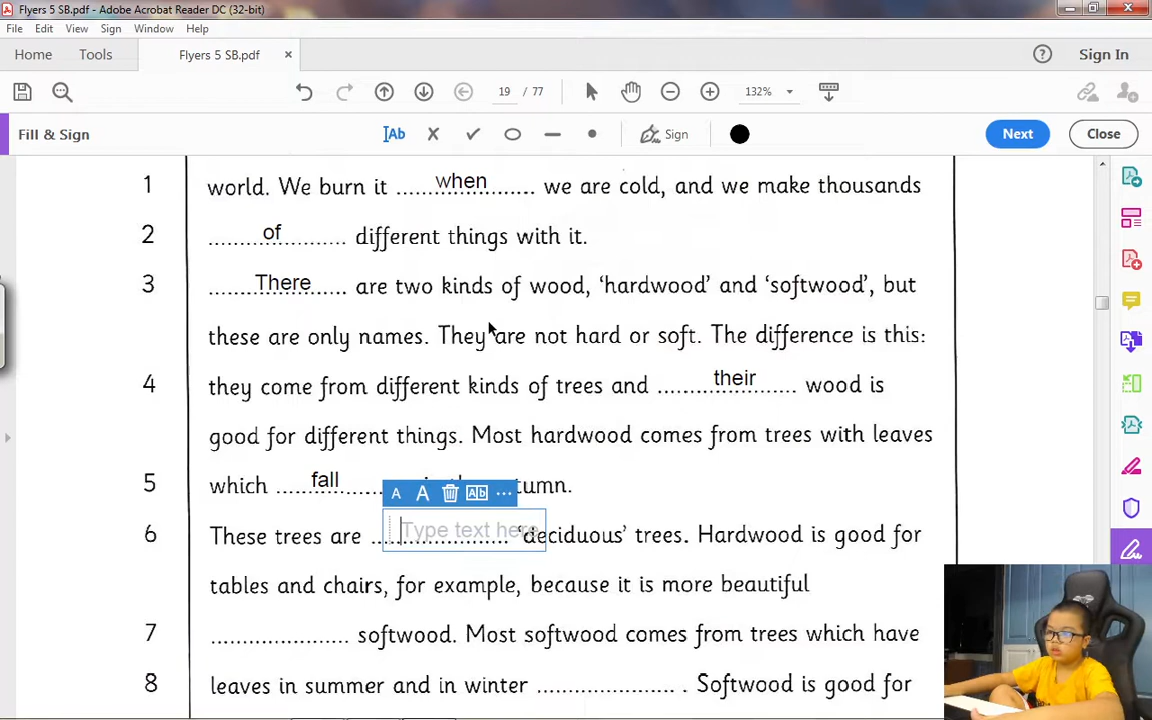 Flyers 5 SB.pdf - Adobe Acrobat Reader DC (32-bit)
File Edit View Sign Window Help
Home Tools Flyers 5 SB.pdf × Sign In
19 / 77 132%
Fill & Sign Ab Sign Next Close
1 world. We burn it ........when........ we are cold, and we make thousands
2 ........of........ different things with it.
3 ........There........ are two kinds of wood, ‘hardwood’ and ‘softwood’, but
these are only names. They are not hard or soft. The difference is this:
4 they come from different kinds of trees and ........their........ wood is
good for different things. Most hardwood comes from trees with leaves
5 which ........fall........ tumn.
A A Ab ...
6 These trees are ........Type text here........ ‘deciduous’ trees. Hardwood is good for
tables and chairs, for example, because it is more beautiful
7 ........................ softwood. Most softwood comes from trees which have
8 leaves in summer and in winter ........................ . Softwood is good for